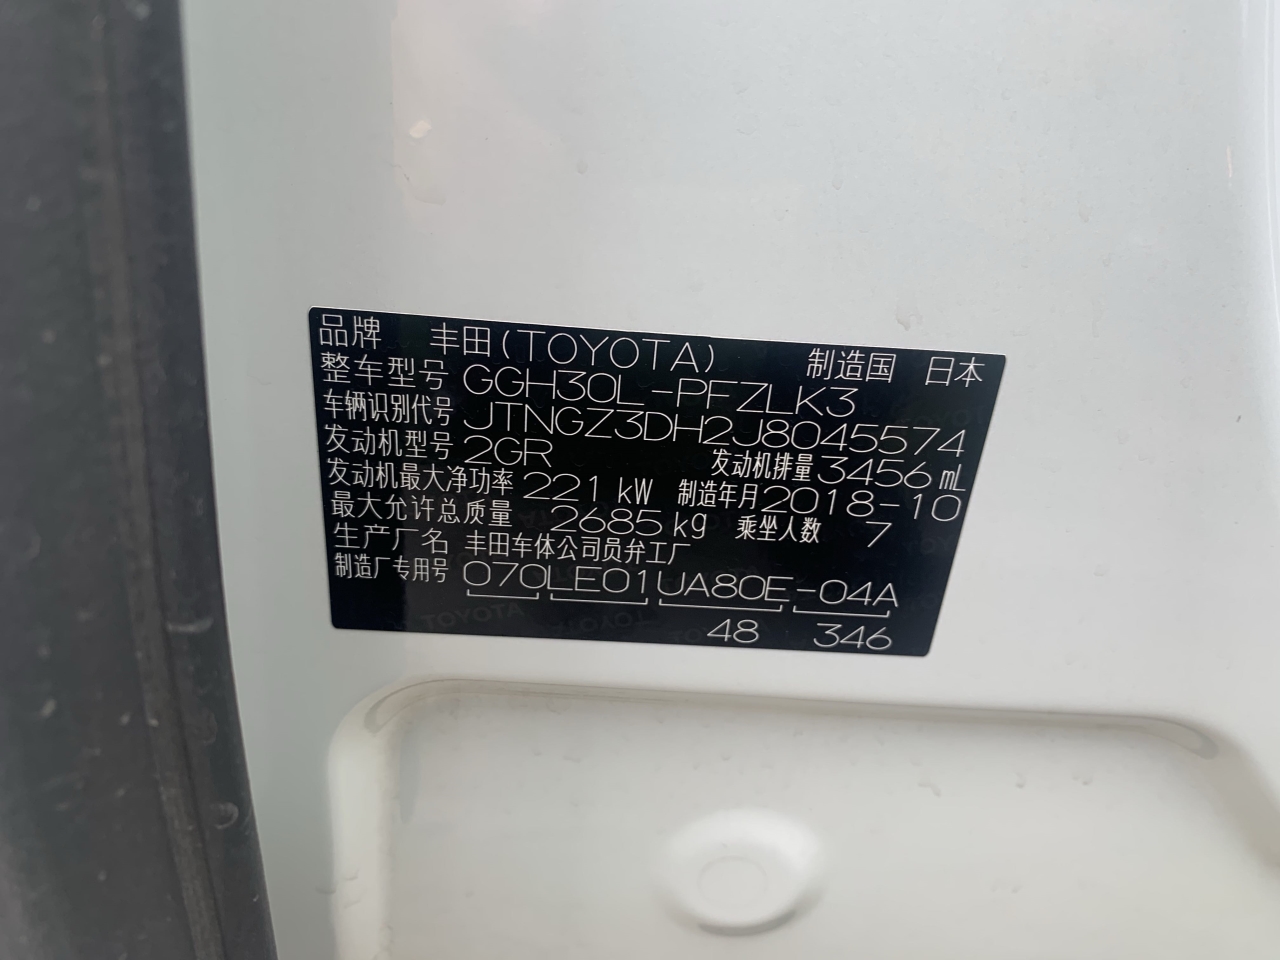 品牌 丰田(TOYOTA) 制造国 日本
整车型号 GGH30L-PFZLK3
车辆识别代号 JTNGZ3DH2J8045574
发动机型号 2GR 发动机排量 3456 mL
发动机最大净功率 221 kW 制造年月 2018-10
最大允许总质量 2685 kg 乘坐人数 7
生产厂名 丰田车体公司员弁工厂
制造厂专用号 070LE01UA80E-04A
48 346